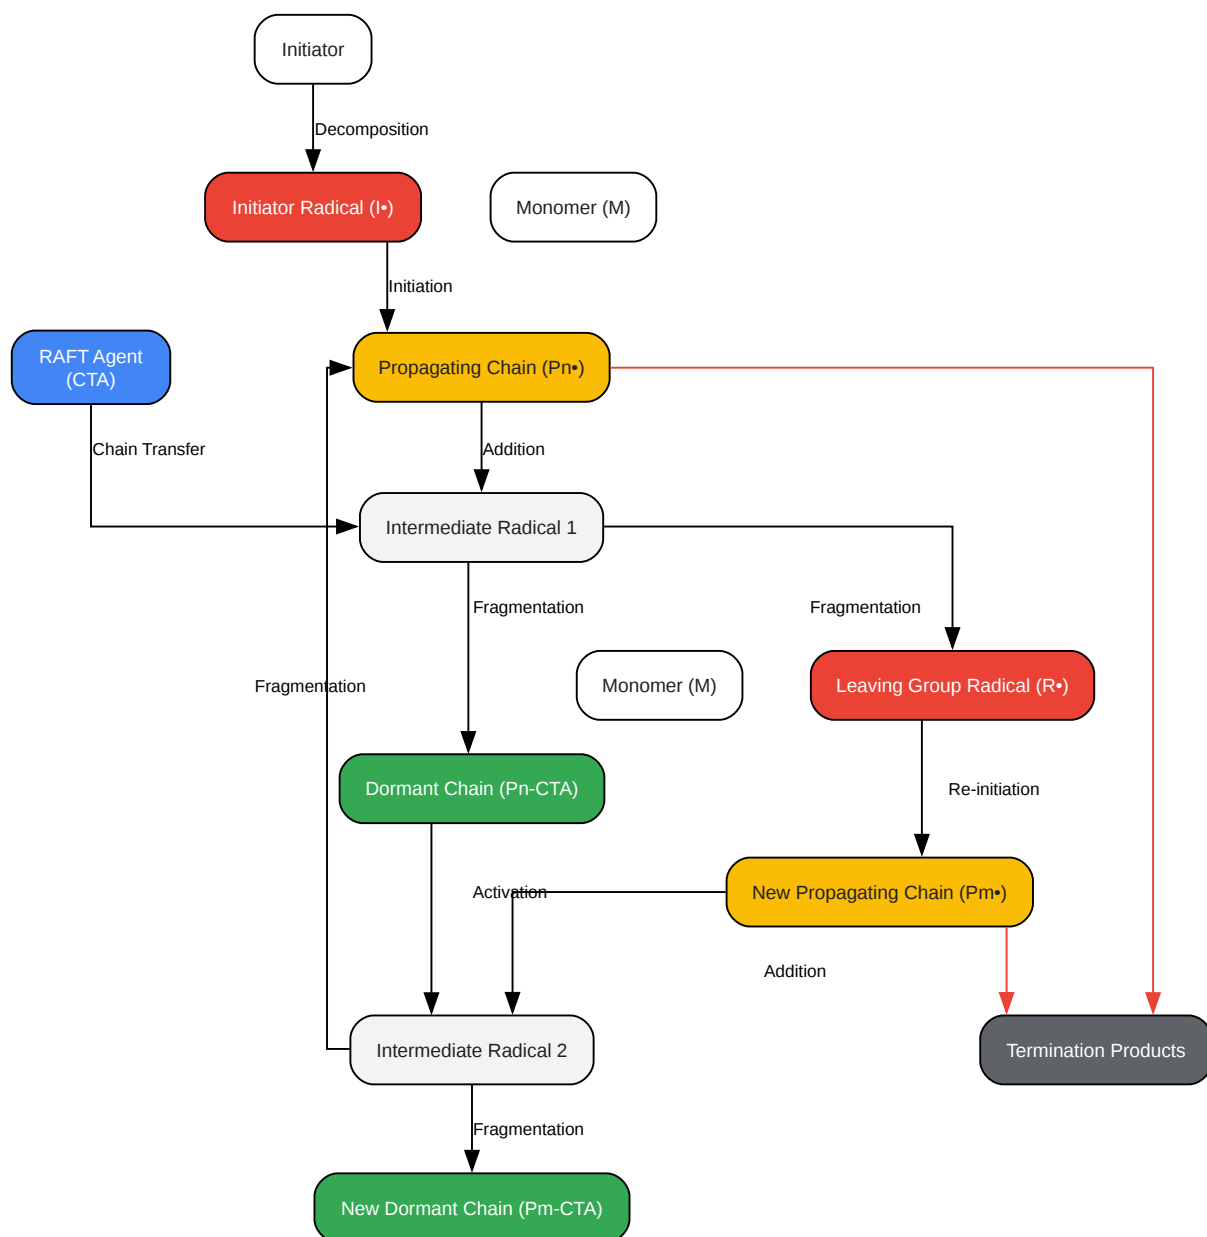 Initiator
Decomposition
Initiator Radical (I•)
Monomer (M)
Initiation
RAFT Agent
(CTA)
Propagating Chain (Pn•)
Chain Transfer
Addition
Intermediate Radical 1
Fragmentation
Fragmentation
Fragmentation
Monomer (M)
Leaving Group Radical (R•)
Dormant Chain (Pn-CTA)
Re-initiation
Activation
New Propagating Chain (Pm•)
Addition
Intermediate Radical 2
Termination Products
Fragmentation
New Dormant Chain (Pm-CTA)